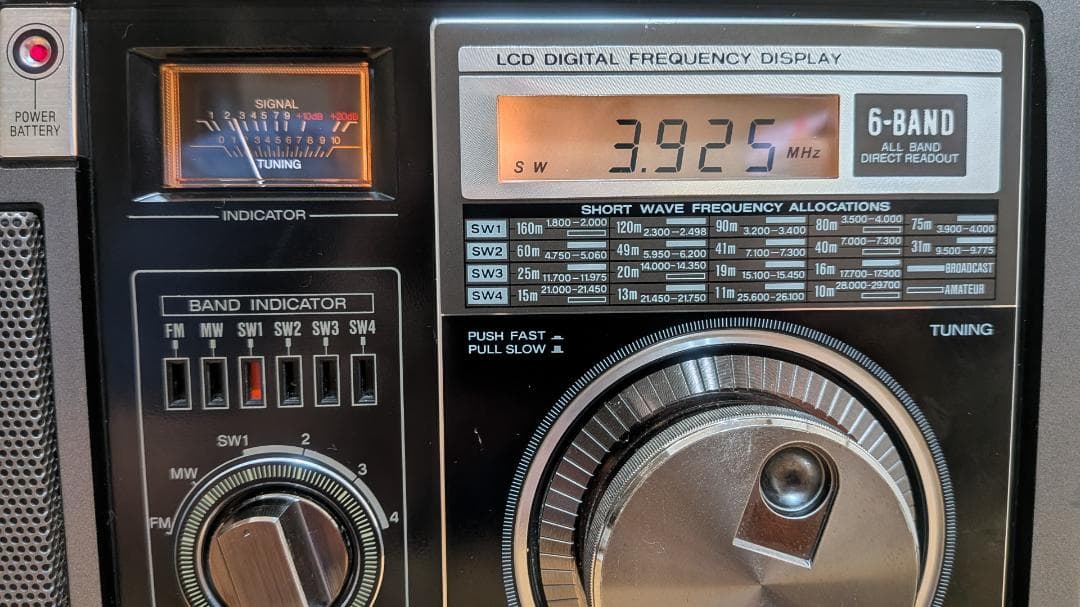 POWER
BATTERY
SIGNAL
1 2 3 4 5 7 9 +10dB +20dB
0 1 3 4 5 6 7 8 9 10
TUNING
INDICATOR
BAND INDICATOR
FM MW SW1 SW2 SW3 SW4
SW1 2
MW 3
FM 4
LCD DIGITAL FREQUENCY DISPLAY
SW 3.925 MHz
6-BAND
ALL BAND
DIRECT READOUT
SHORT WAVE FREQUENCY ALLOCATIONS
SW1 160m 1.800–2.000 120m 2.300–2.498 90m 3.200–3.400 80m 3.500–4.000 75m 3.900–4.000
SW2 60m 4.750–5.060 49m 5.950–6.200 41m 7.100–7.300 40m 7.000–7.300 31m 9.500–9.775
SW3 25m 11.700–11.975 20m 14.000–14.350 19m 15.100–15.450 16m 17.700–17.900 BROADCAST
SW4 15m 21.000–21.450 13m 21.450–21.750 11m 25.600–26.100 10m 28.000–29.700 AMATEUR
PUSH FAST
PULL SLOW
TUNING